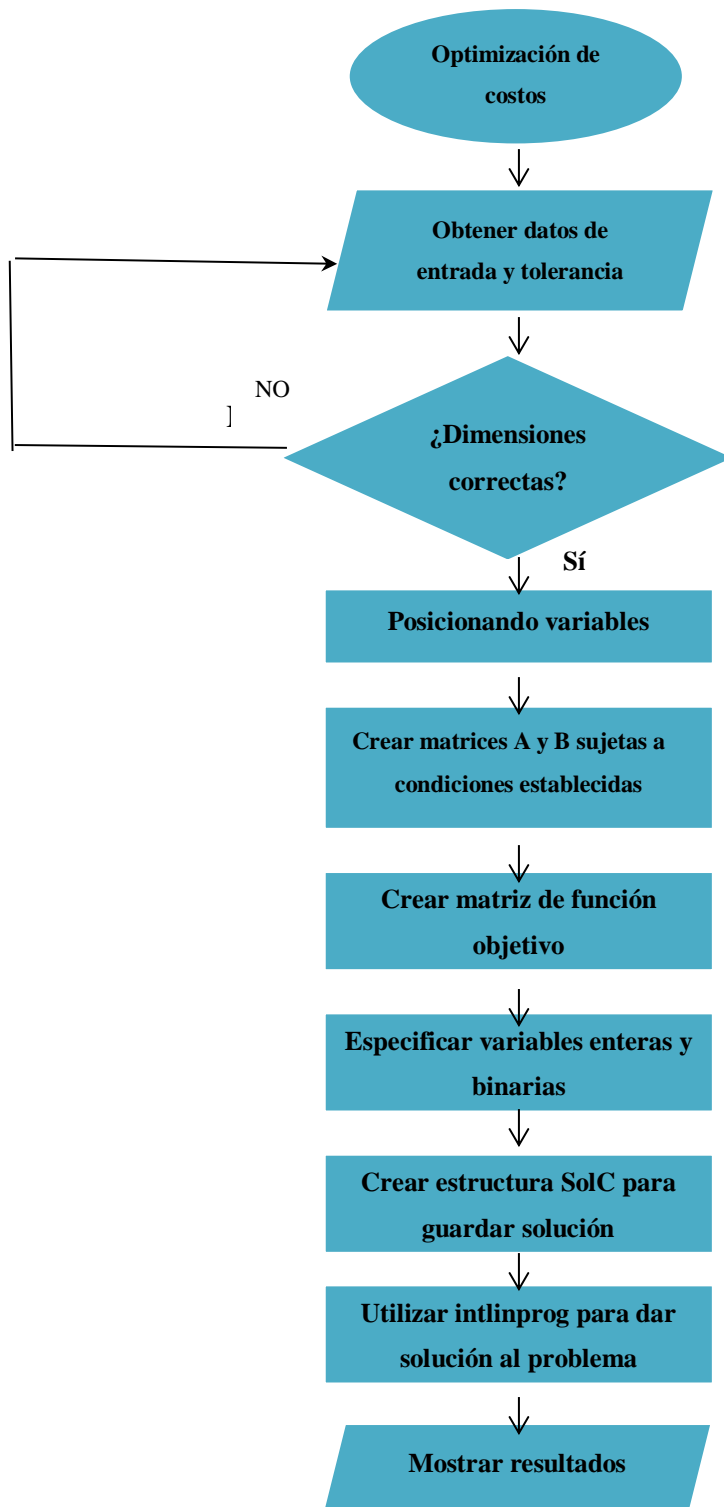 Optimización de
costos
Obtener datos de
entrada y tolerancia
NO
]
¿Dimensiones
correctas?
Sí
Posicionando variables
Crear matrices A y B sujetas a
condiciones establecidas
Crear matriz de función
objetivo
Especificar variables enteras y
binarias
Crear estructura SolC para
guardar solución
Utilizar intlinprog para dar
solución al problema
Mostrar resultados